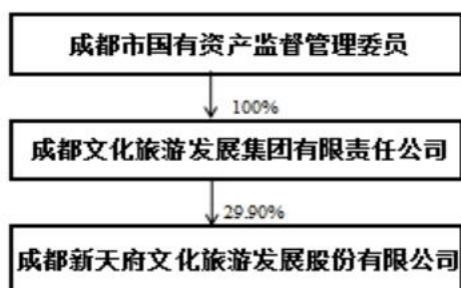 成都市国有资产监督管理委员
100%
成都文化旅游发展集团有限责任公司
29.90%
成都新天府文化旅游发展股份有限公司